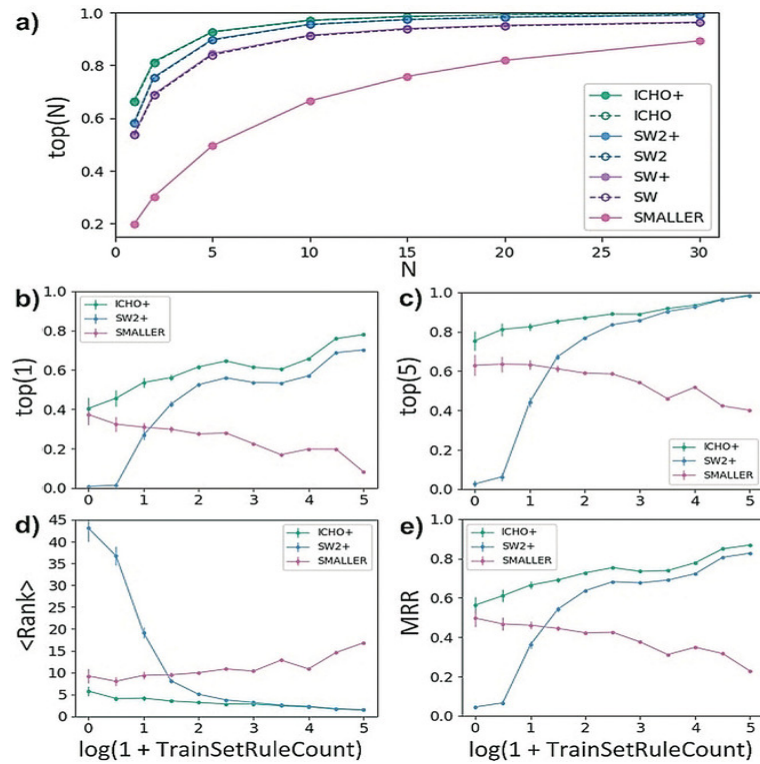 a)
1.0
0.8
0.6
0.4
0.2
top(N)
ICHO+
ICHO
SW2+
SW2
SW+
SW
SMALLER
0 5 10 15 20 25 30
N
b)
1.0
0.8
0.6
0.4
0.2
0.0
top(1)
ICHO+
SW2+
SMALLER
0 1 2 3 4 5
c)
1.0
0.8
0.6
0.4
0.2
0.0
top(5)
ICHO+
SW2+
SMALLER
0 1 2 3 4 5
d)
45
40
35
30
25
20
15
10
5
0
<Rank>
ICHO+
SW2+
SMALLER
0 1 2 3 4 5
log(1 + TrainSetRuleCount)
e)
1.0
0.8
0.6
0.4
0.2
0.0
MRR
ICHO+
SW2+
SMALLER
0 1 2 3 4 5
log(1 + TrainSetRuleCount)